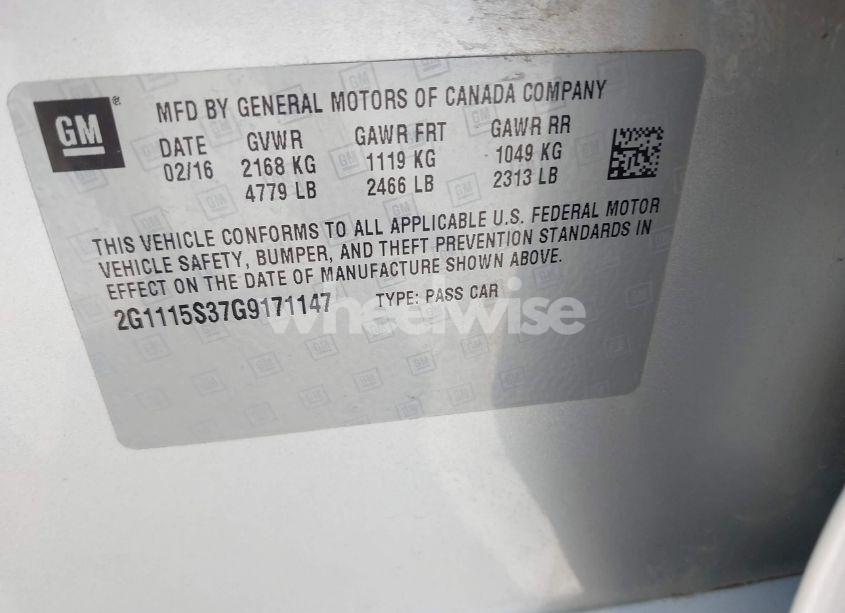 GM ® MFD BY GENERAL MOTORS OF CANADA COMPANY
DATE GVWR GAWR FRT GAWR RR
02/16 2168 KG 1119 KG 1049 KG
4779 LB 2466 LB 2313 LB
THIS VEHICLE CONFORMS TO ALL APPLICABLE U.S. FEDERAL MOTOR
VEHICLE SAFETY, BUMPER, AND THEFT PREVENTION STANDARDS IN
EFFECT ON THE DATE OF MANUFACTURE SHOWN ABOVE.
2G1115S37G9171147 TYPE: PASS CAR
wheelwise